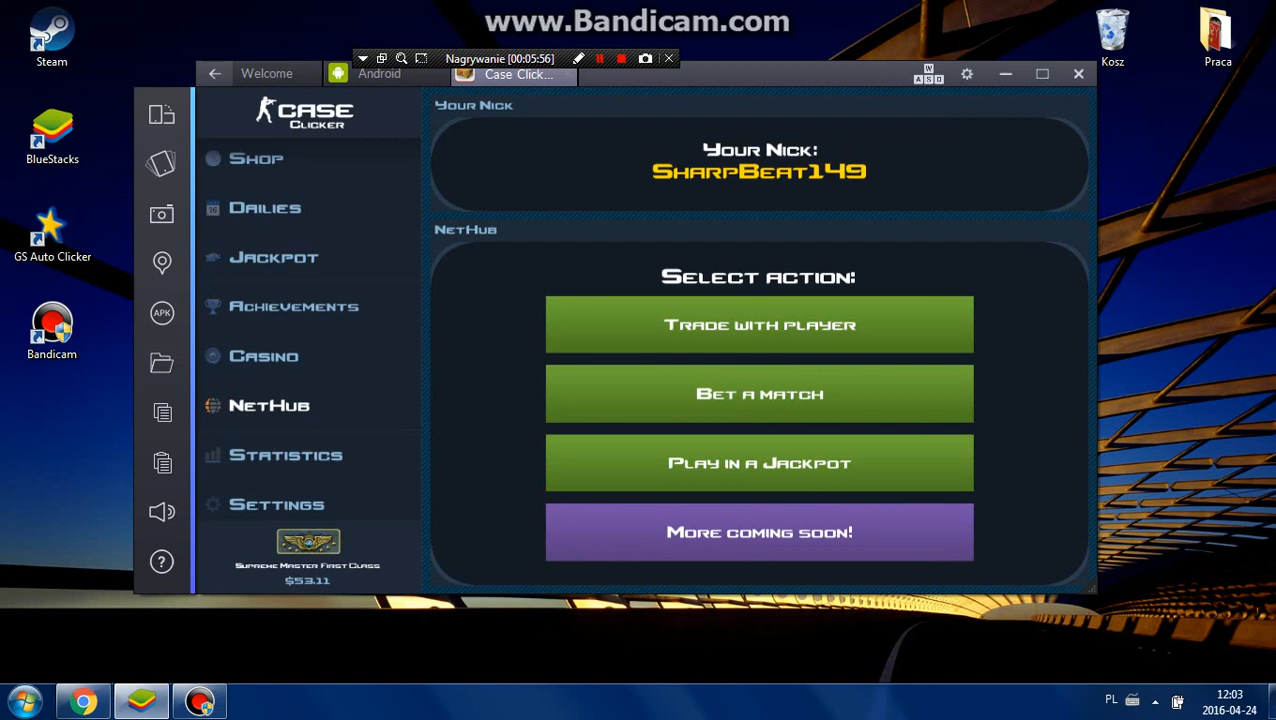 www.Bandicam.com
Steam
BlueStacks
GS Auto Clicker
Bandicam
Kosz
Praca
Nagrywanie [00:05:56]
Welcome
Android
Case Click...
W
A S D
APK
?
CASE
CLICKER
SHOP
DAILIES
JACKPOT
ACHIEVEMENTS
CASINO
NETHUB
STATISTICS
SETTINGS
SUPREME MASTER FIRST CLASS
$53.11
YOUR NICK
YOUR NICK:
SHARPBEAT149
NETHUB
SELECT ACTION:
TRADE WITH PLAYER
BET A MATCH
PLAY IN A JACKPOT
MORE COMING SOON!
PL
12:03
2016-04-24